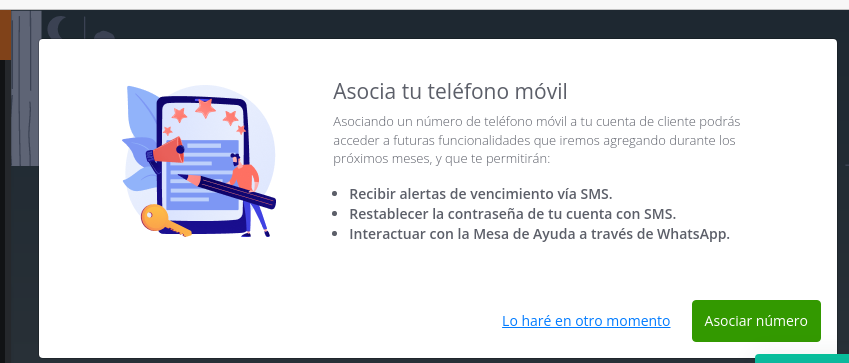 Asocia tu teléfono móvil
Asociando un número de teléfono móvil a tu cuenta de cliente podrás
acceder a futuras funcionalidades que iremos agregando durante los
próximos meses, y que te permitirán:
Recibir alertas de vencimiento vía SMS.
Restablecer la contraseña de tu cuenta con SMS.
Interactuar con la Mesa de Ayuda a través de WhatsApp.
Lo haré en otro momento
Asociar número